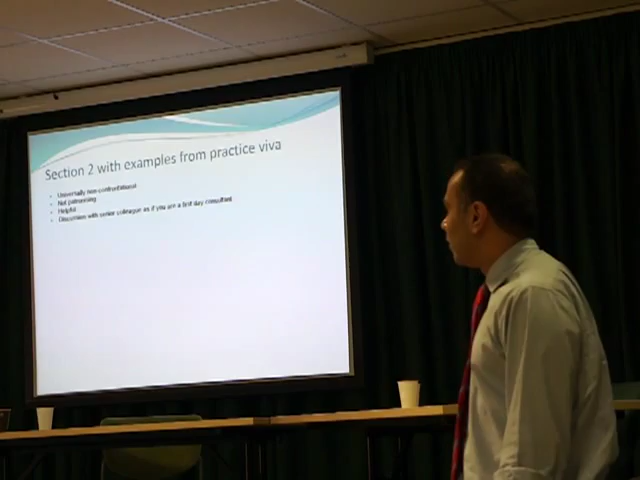 Section 2 with examples from practice viva
• Universally non-confrontational
• Not patronising
• Helpful
• Discussion with senior colleague as if you are a first day consultant